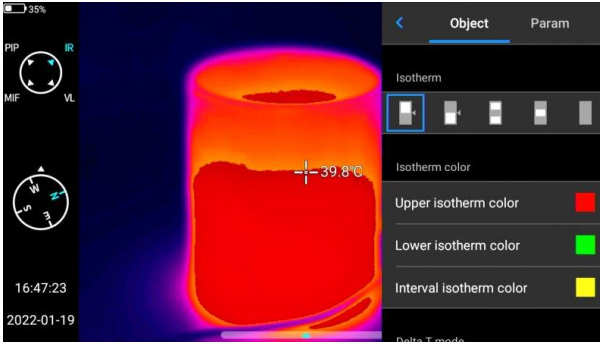 35%
PIP
IR
MIF
VL
N
E
S
W
16:47:23
2022-01-19
39.8°C
Object
Param
Isotherm
Isotherm color
Upper isotherm color
Lower isotherm color
Interval isotherm color
Delta T mode